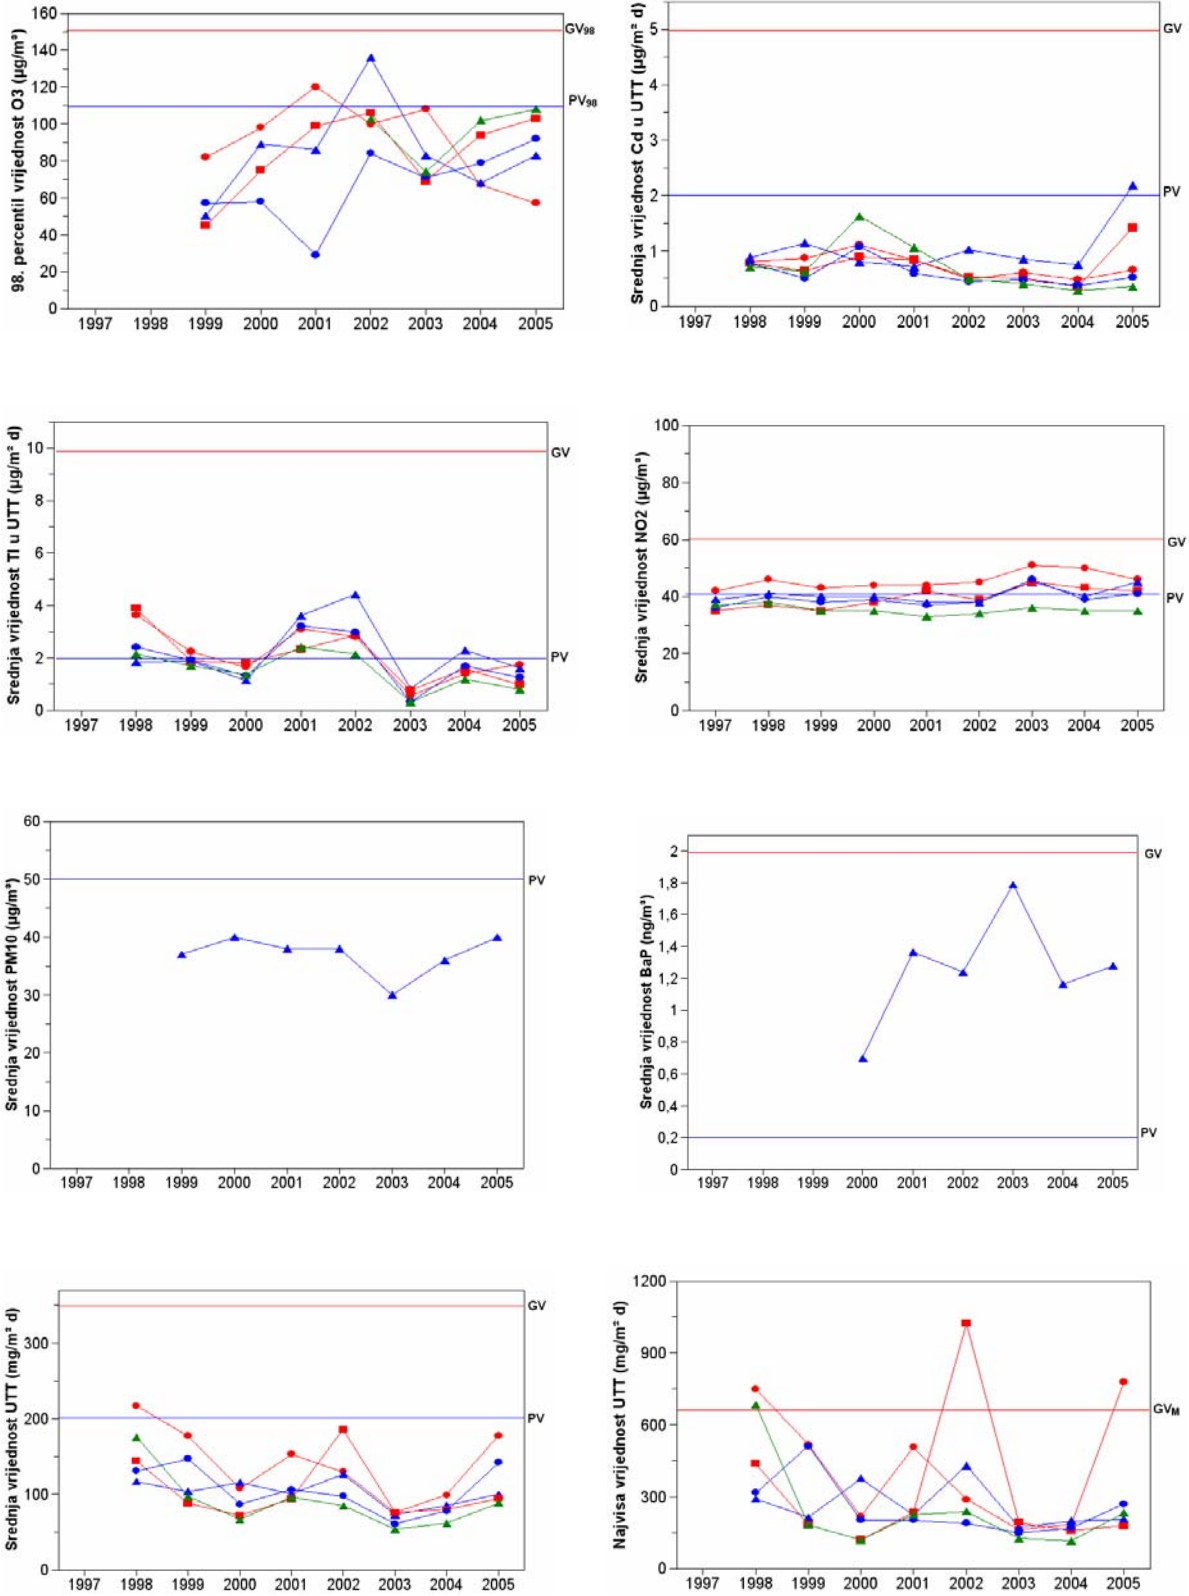 98. percentil vrijednost O3 (µg/m³)
160
140
120
100
80
60
40
20
0
GV98
PV98
1997 1998 1999 2000 2001 2002 2003 2004 2005
Srednja vrijednost Cd u UTT (µg/m² d)
5
4
3
2
1
0
GV
PV
1997 1998 1999 2000 2001 2002 2003 2004 2005
Srednja vrijednost Tl u UTT (µg/m² d)
10
8
6
4
2
0
GV
PV
1997 1998 1999 2000 2001 2002 2003 2004 2005
Srednja vrijednost NO2 (µg/m³)
100
80
60
40
20
0
GV
PV
1997 1998 1999 2000 2001 2002 2003 2004 2005
Srednja vrijednost PM10 (µg/m³)
60
50
40
30
20
10
0
PV
1997 1998 1999 2000 2001 2002 2003 2004 2005
Srednja vrijednost BaP (ng/m³)
2
1,8
1,6
1,4
1,2
1
0,8
0,6
0,4
0,2
0
GV
PV
1997 1998 1999 2000 2001 2002 2003 2004 2005
Srednja vrijednost UTT (mg/m² d)
300
200
100
0
GV
PV
1997 1998 1999 2000 2001 2002 2003 2004 2005
Najvisa vrijednost UTT (mg/m² d)
1200
900
600
300
0
GVM
1997 1998 1999 2000 2001 2002 2003 2004 2005